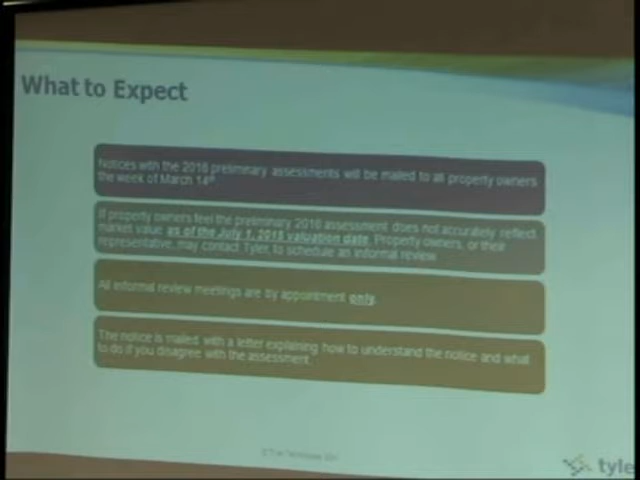 What to Expect
Notices with the 2016 preliminary assessments will be mailed to all property owners
the week of March 14th
If property owners feel the preliminary 2016 assessment does not accurately reflect
market value as of the July 1, 2015 valuation date. Property owners, or their
representative, may contact Tyler, to schedule an informal review
All informal review meetings are by appointment only.
The notice is mailed with a letter explaining how to understand the notice and what
to do if you disagree with the assessment
tyle